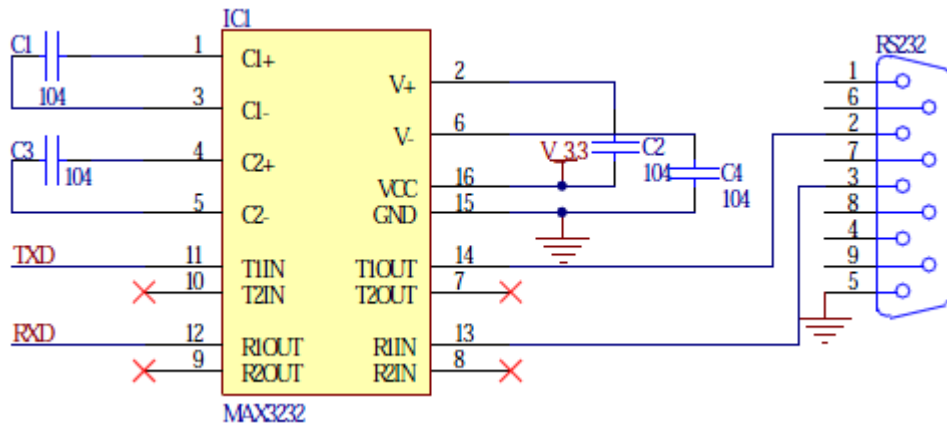 IC1
C1
104
1
3
C3
104
4
5
TXD
11
10
RXD
12
9
C1+
C1-
C2+
C2-
T1IN
T2IN
R1OUT
R2OUT
V+
V-
VCC
GND
T1OUT
T2OUT
R1IN
R2IN
MAX3232
2
6
16
15
14
7
13
8
V_3.3
C2
104
C4
104
RS232
1
6
2
7
3
8
4
9
5